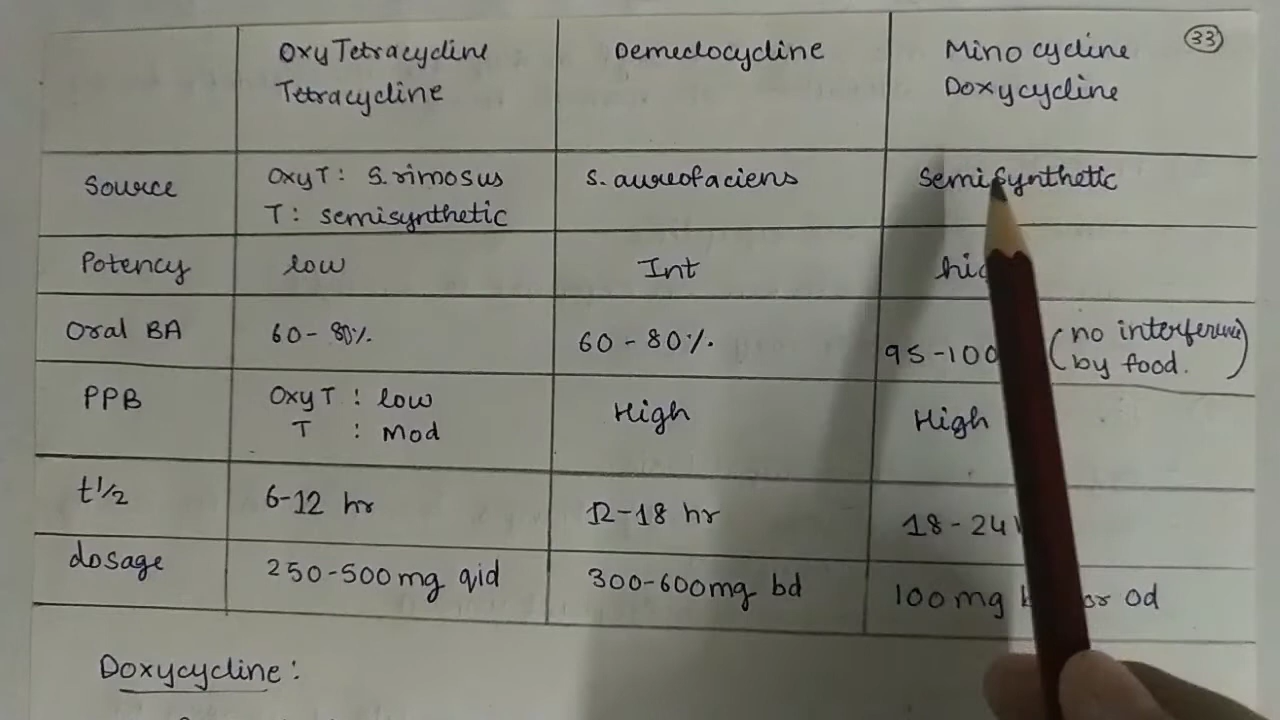 33
OxyTetracycline
Tetracycline
Demeclocycline
Minocycline
Doxycycline
Source
OxyT: S.rimosus
T: semisynthetic
S. aureofaciens
Semisynthetic
Potency
low
Int
Oral BA
60-80%
60-80%
95-100
(no interference
by food.)
PPB
OxyT: low
T : Mod
High
High
t1/2
6-12 hr
12-18 hr
18-24
dosage
250-500mg qid
300-600mg bd
100mg
or Od
Doxycycline: